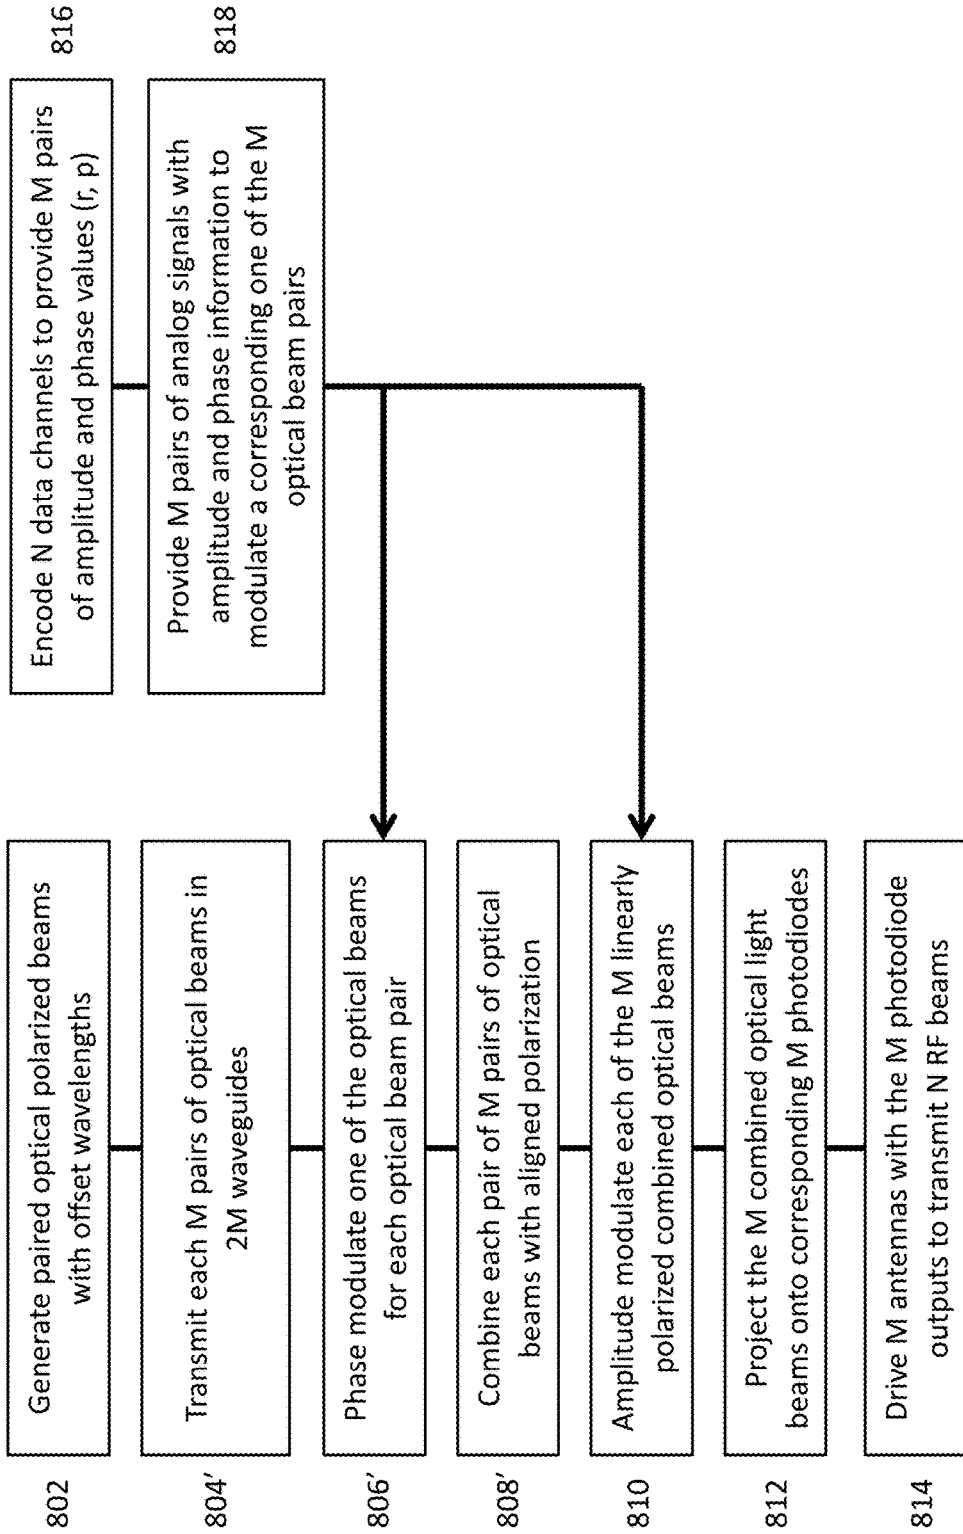 802
Generate paired optical polarized beams
with offset wavelengths
804′
Transmit each M pairs of optical beams in
2M waveguides
806′
Phase modulate one of the optical beams
for each optical beam pair
808′
Combine each pair of M pairs of optical
beams with aligned polarization
810
Amplitude modulate each of the M linearly
polarized combined optical beams
812
Project the M combined optical light
beams onto corresponding M photodiodes
814
Drive M antennas with the M photodiode
outputs to transmit N RF beams
Encode N data channels to provide M pairs
of amplitude and phase values (r, p)
816
Provide M pairs of analog signals with
amplitude and phase information to
modulate a corresponding one of the M
optical beam pairs
818